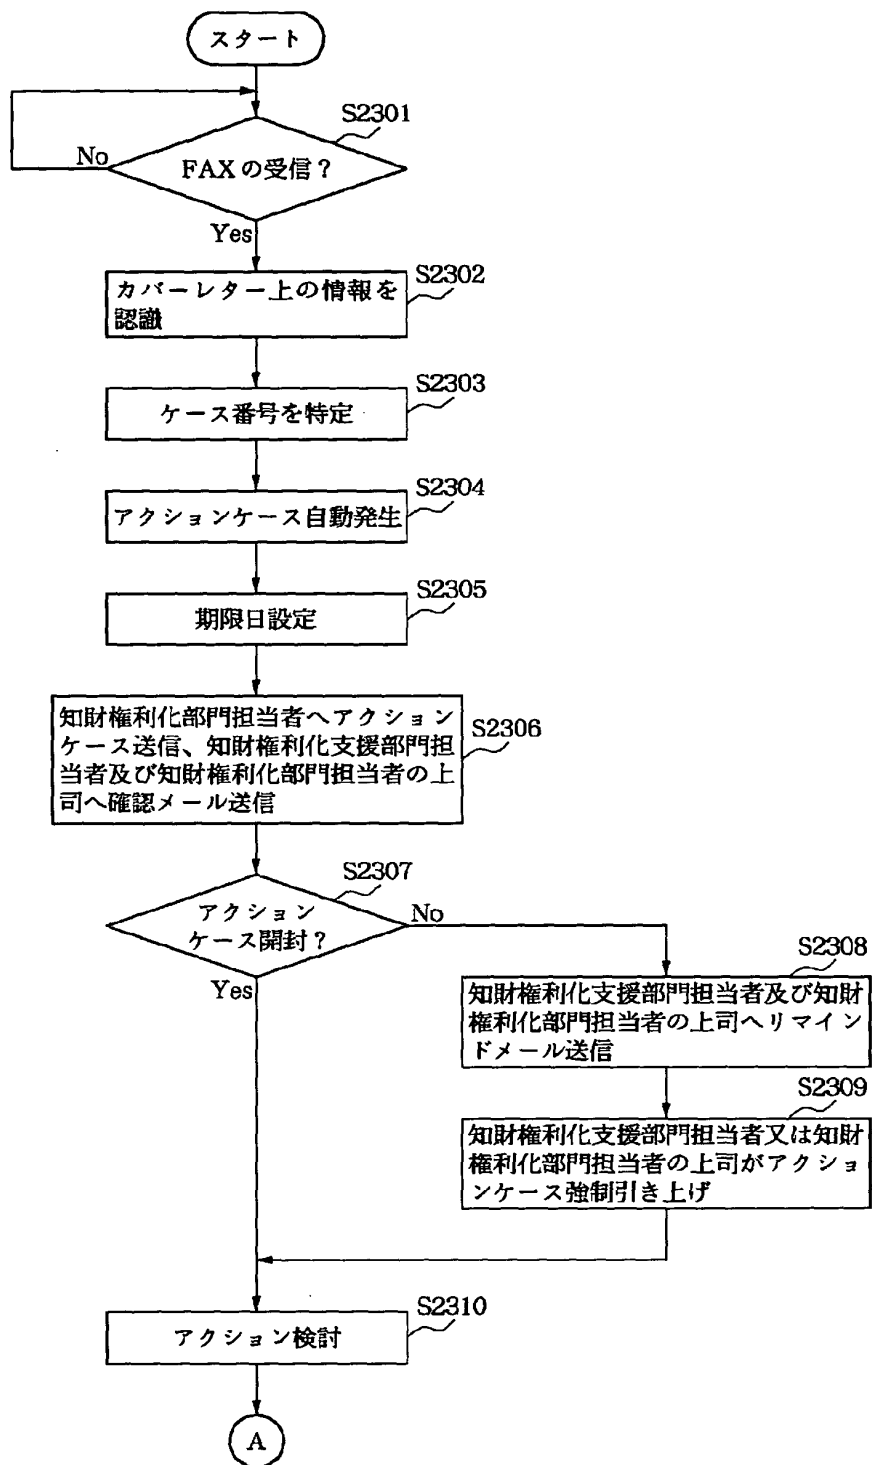 スタート
S2301
No
FAXの受信？
Yes
S2302
カバーレター上の情報を
認識
S2303
ケース番号を特定
S2304
アクションケース自動発生
S2305
期限日設定
S2306
知財権利化部門担当者へアクション
ケース送信、知財権利化支援部門担
当者及び知財権利化部門担当者の上
司へ確認メール送信
S2307
アクション
ケース開封？
No
Yes
S2308
知財権利化支援部門担当者及び知財
権利化部門担当者の上司へリマイン
ドメール送信
S2309
知財権利化支援部門担当者又は知財
権利化部門担当者の上司がアクショ
ンケース強制引き上げ
S2310
アクション検討
A